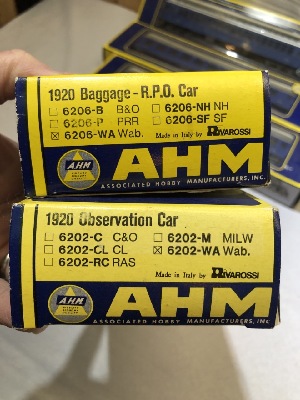 1920 Baggage - R.P.O. Car
☐ 6206-B B&O ☐ 6206-NH NH
☐ 6206-P PRR ☐ 6206-SF SF
☒ 6206-WA Wab. Made in Italy by RIVAROSSI
AHM
AHM
ASSOCIATED HOBBY MANUFACTURERS, INC.
1920 Observation Car
☐ 6202-C C&O ☐ 6202-M MILW
☐ 6202-CL CL ☒ 6202-WA Wab.
☐ 6202-RC RAS
Made in Italy by RIVAROSSI
AHM
AHM
ASSOCIATED HOBBY MANUFACTURERS, INC.